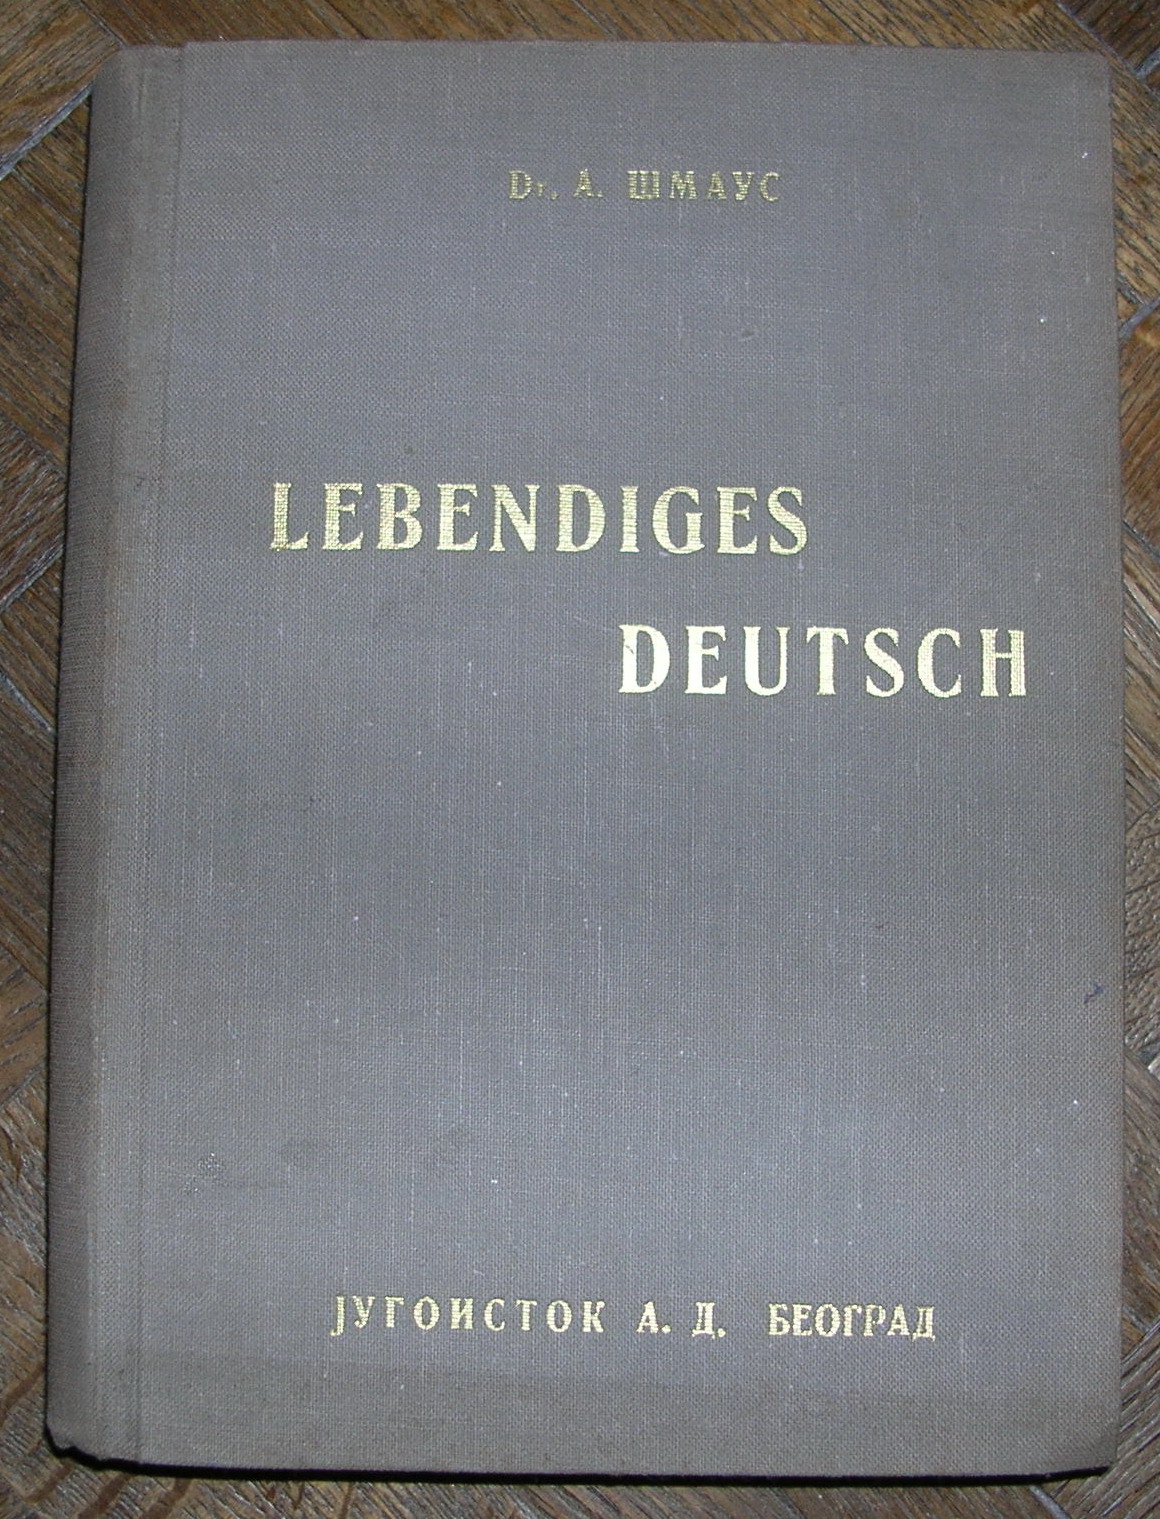 Dr. А. ШМАУС
LEBENDIGES
DEUTSCH
ЈУГОИСТОК А. Д. БЕОГРАД